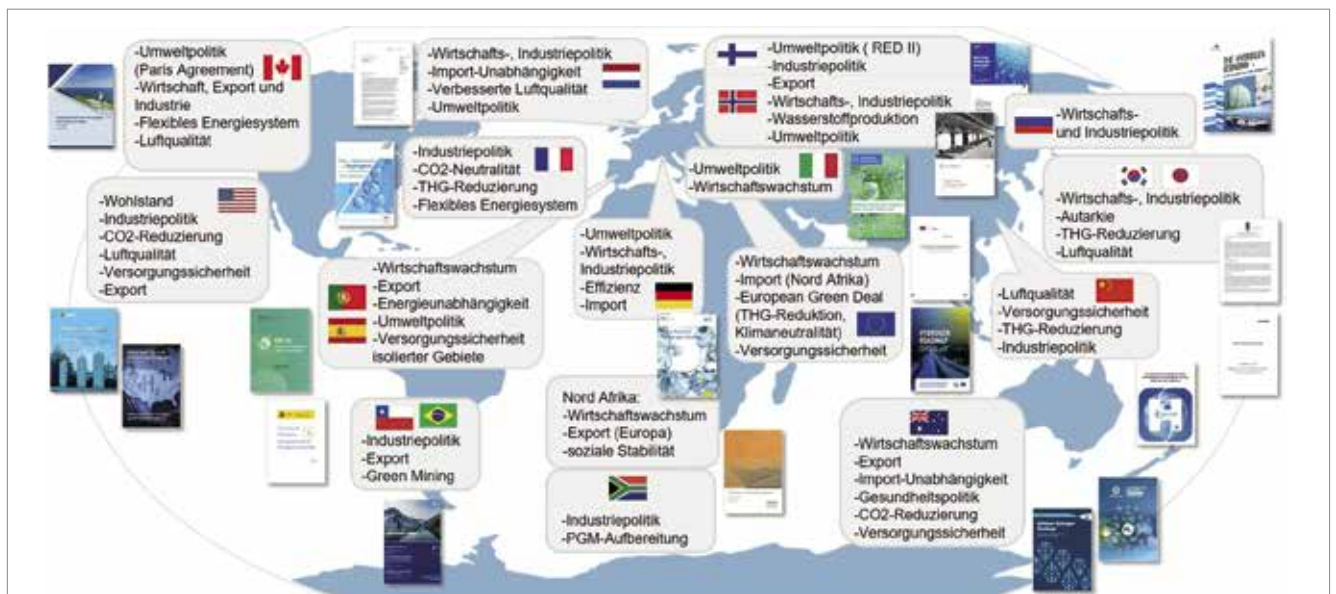 -Umweltpolitik
(Paris Agreement)
-Wirtschaft, Export und
Industrie
-Flexibles Energiesystem
-Luftqualität
-Wirtschafts-, Industriepolitik
-Import-Unabhängigkeit
-Verbesserte Luftqualität
-Umweltpolitik
-Umweltpolitik ( RED II)
-Industriepolitik
-Export
-Wirtschafts-, Industriepolitik
-Wasserstoffproduktion
-Umweltpolitik
-Wirtschafts-
und Industriepolitik
-Industriepolitik
-CO2-Neutralität
-THG-Reduzierung
-Flexibles Energiesystem
-Umweltpolitik
-Wirtschaftswachstum
-Wohlstand
-Industriepolitik
-CO2-Reduzierung
-Luftqualität
-Versorgungssicherheit
-Export
-Wirtschafts-, Industriepolitik
-Autarkie
-THG-Reduzierung
-Luftqualität
-Wirtschaftswachstum
-Export
-Energieunabhängigkeit
-Umweltpolitik
-Versorgungssicherheit
isolierter Gebiete
-Umweltpolitik
-Wirtschafts-,
Industriepolitik
-Effizienz
-Import
-Wirtschaftswachstum
-Import (Nord Afrika)
-European Green Deal
(THG-Reduktion,
Klimaneutralität)
-Versorgungssicherheit
-Luftqualität
-Versorgungssicherheit
-THG-Reduzierung
-Industriepolitik
-Industriepolitik
-Export
-Green Mining
Nord Afrika:
-Wirtschaftswachstum
-Export (Europa)
-soziale Stabilität
-Industriepolitik
-PGM-Aufbereitung
-Wirtschaftswachstum
-Export
-Import-Unabhängigkeit
-Gesundheitspolitik
-CO2-Reduzierung
-Versorgungssicherheit
HYDROGEN
ROADMAP